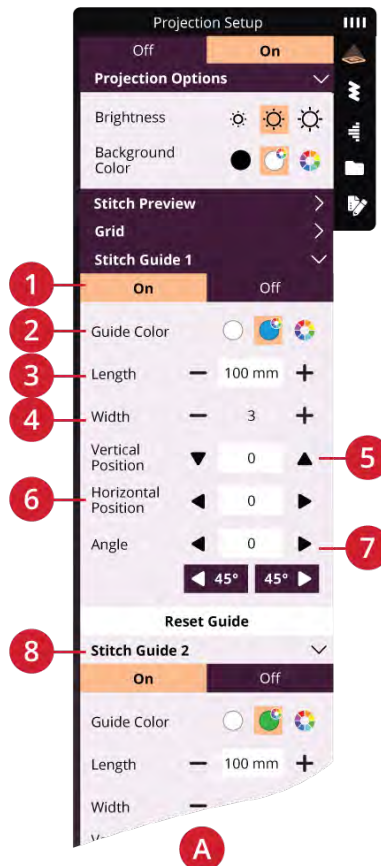 Projection Setup
Off On
Projection Options
Brightness
Background
Color
Stitch Preview
Grid
Stitch Guide 1
1 On Off
2 Guide Color
3 Length 100 mm
4 Width 3
Vertical
Position 0 5
6 Horizontal
Position 0
Angle 0 7
45° 45°
Reset Guide
8 Stitch Guide 2
On Off
Guide Color
Length 100 mm
Width
A